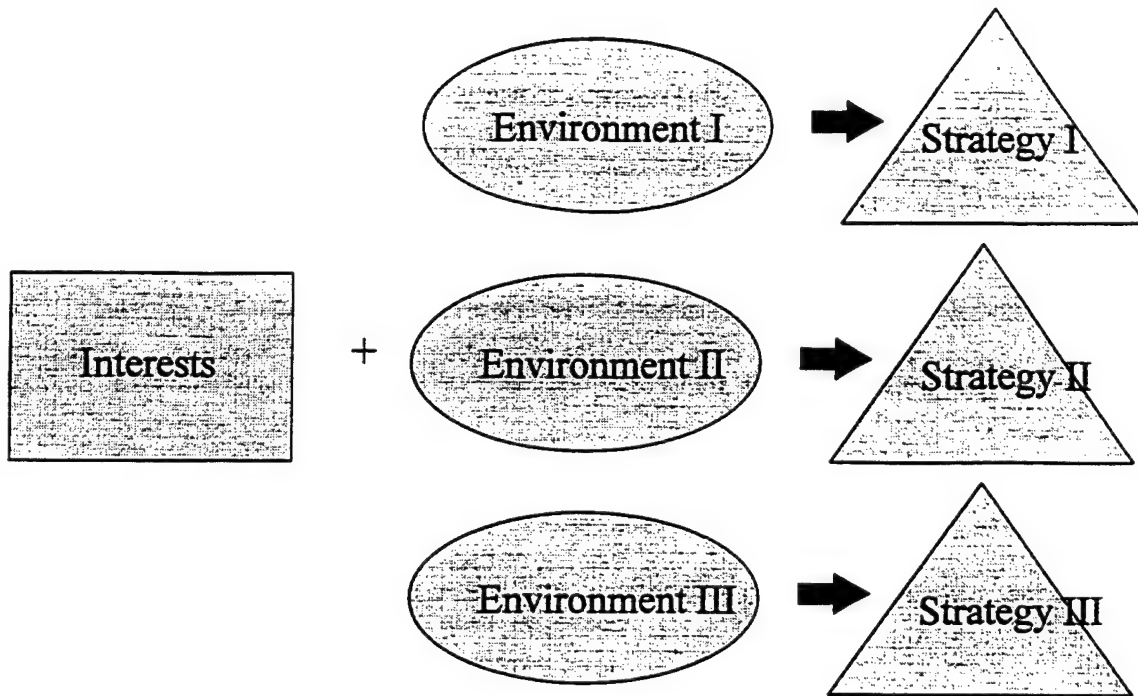 Environment I
Strategy I
Interests
+
Environment II
Strategy II
Environment III
Strategy III